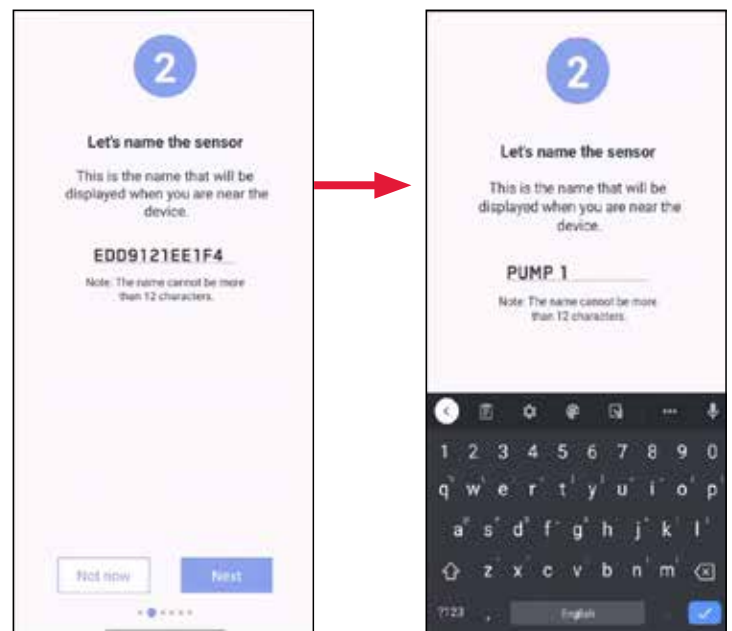 2
Let's name the sensor
This is the name that will be
displayed when you are near the
device.
EDD9121EE1F4
Note: The name cannot be more
than 12 characters.
Not now
Next
2
Let's name the sensor
This is the name that will be
displayed when you are near the
device.
PUMP 1
Note: The name cannot be more
than 12 characters.
1 2 3 4 5 6 7 8 9 0
q w e r t y u i o p
a s d f g h j k l
z x c v b n m
?123 , English